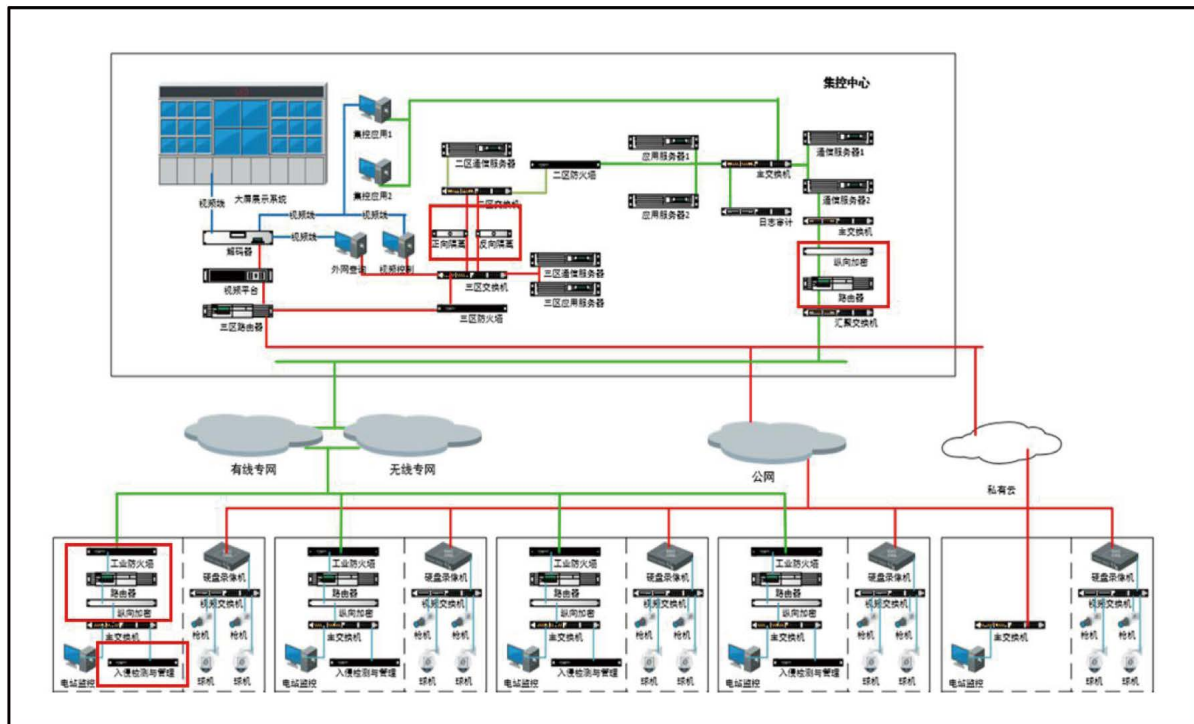 集控中心
集控应用1
集控应用2
大屏展示系统
视频线
视频线
视频线
视频线
解码器
外网查询
视频控制
视频平台
三区路由器
二区通信服务器
二区交换机
二区防火塔
正向隔离
反向隔离
三区交换机
三区防火塔
三区通信服务器
三区应用服务器
应用服务器1
应用服务器2
主交换机
日志审计
通信服务器1
通信服务器2
主交换机
纵向加密
路由器
汇聚交换机
有线专网
无线专网
公网
私有云
工业防火塔
路由器
纵向加密
主交换机
入侵检测与管理
电站监控
硬盘录像机
视频交换机
枪机
枪机
球机
球机
工业防火塔
路由器
纵向加密
主交换机
入侵检测与管理
电站监控
硬盘录像机
视频交换机
枪机
枪机
球机
球机
工业防火塔
路由器
纵向加密
主交换机
入侵检测与管理
电站监控
硬盘录像机
视频交换机
枪机
枪机
球机
球机
工业防火塔
路由器
纵向加密
主交换机
入侵检测与管理
电站监控
硬盘录像机
视频交换机
枪机
枪机
球机
球机
主交换机
电站监控
硬盘录像机
视频交换机
枪机
枪机
球机
球机